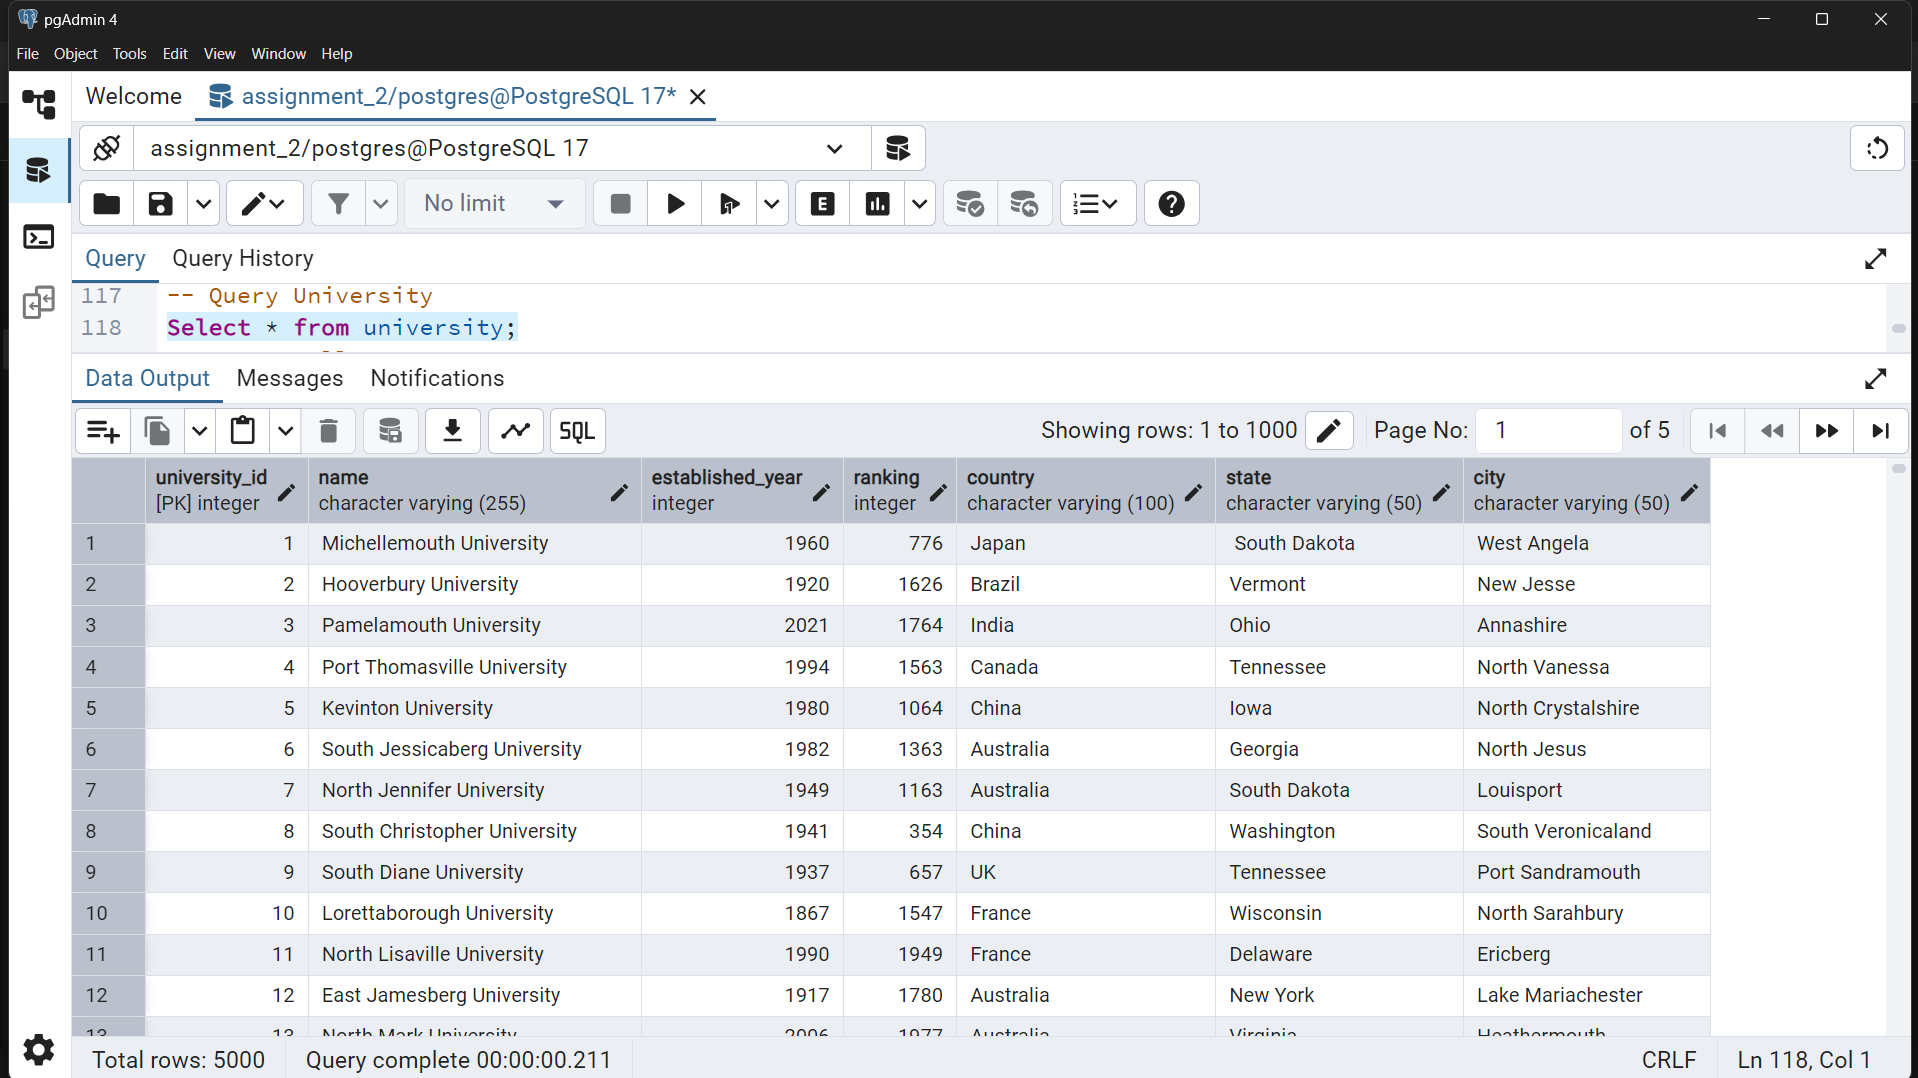 pgAdmin 4
File Object Tools Edit View Window Help
Welcome assignment_2/postgres@PostgreSQL 17*
assignment_2/postgres@PostgreSQL 17
No limit E
Query Query History
117 -- Query University
118 Select * from university;
Data Output Messages Notifications
SQL Showing rows: 1 to 1000 Page No: 1 of 5
university_id name established_year ranking country state city
[PK] integer character varying (255) integer integer character varying (100) character varying (50) character varying (50)
1 1 Michellemouth University 1960 776 Japan South Dakota West Angela
2 2 Hooverbury University 1920 1626 Brazil Vermont New Jesse
3 3 Pamelamouth University 2021 1764 India Ohio Annashire
4 4 Port Thomasville University 1994 1563 Canada Tennessee North Vanessa
5 5 Kevinton University 1980 1064 China Iowa North Crystalshire
6 6 South Jessicaberg University 1982 1363 Australia Georgia North Jesus
7 7 North Jennifer University 1949 1163 Australia South Dakota Louisport
8 8 South Christopher University 1941 354 China Washington South Veronicaland
9 9 South Diane University 1937 657 UK Tennessee Port Sandramouth
10 10 Lorettaborough University 1867 1547 France Wisconsin North Sarahbury
11 11 North Lisaville University 1990 1949 France Delaware Ericberg
12 12 East Jamesberg University 1917 1780 Australia New York Lake Mariachester
13 13 North Mark University 1977 Australia Virginia Heathermouth
Total rows: 5000 Query complete 00:00:00.211 CRLF Ln 118, Col 1